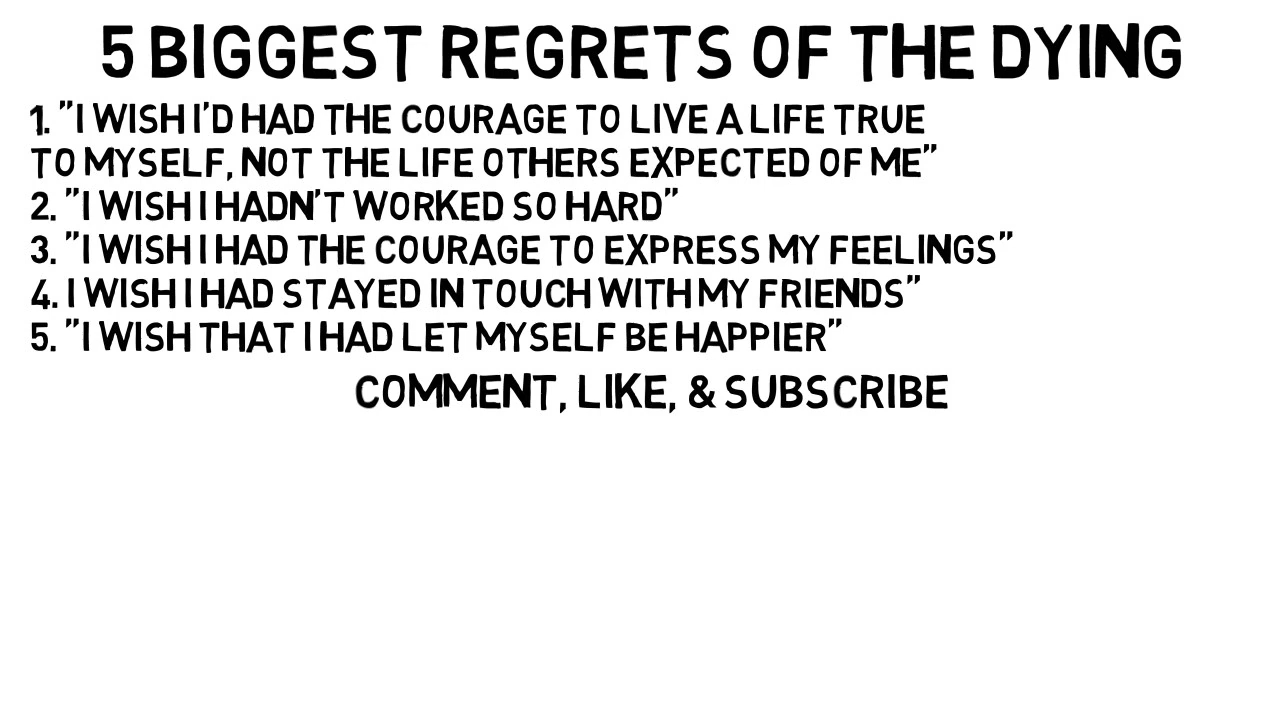 5 BIGGEST REGRETS OF THE DYING
1. "I WISH I'D HAD THE COURAGE TO LIVE A LIFE TRUE
TO MYSELF, NOT THE LIFE OTHERS EXPECTED OF ME"
2. "I WISH I HADN'T WORKED SO HARD"
3. "I WISH I HAD THE COURAGE TO EXPRESS MY FEELINGS"
4. I WISH I HAD STAYED IN TOUCH WITH MY FRIENDS"
5. "I WISH THAT I HAD LET MYSELF BE HAPPIER"
COMMENT, LIKE, & SUBSCRIBE